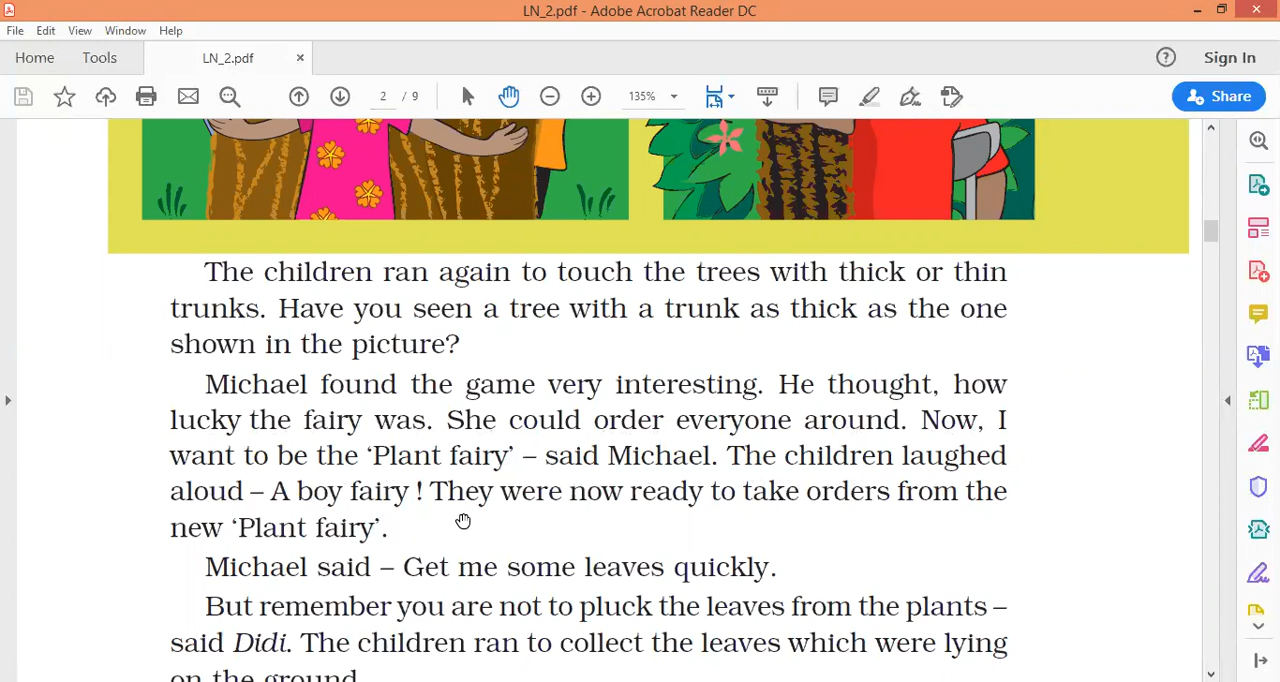 LN_2.pdf - Adobe Acrobat Reader DC
File Edit View Window Help
Home Tools LN_2.pdf × Sign In
2 / 9 135% Share
The children ran again to touch the trees with thick or thin
trunks. Have you seen a tree with a trunk as thick as the one
shown in the picture?
Michael found the game very interesting. He thought, how
lucky the fairy was. She could order everyone around. Now, I
want to be the ‘Plant fairy’ – said Michael. The children laughed
aloud – A boy fairy ! They were now ready to take orders from the
new ‘Plant fairy’.
Michael said – Get me some leaves quickly.
But remember you are not to pluck the leaves from the plants –
said Didi. The children ran to collect the leaves which were lying
on the ground.